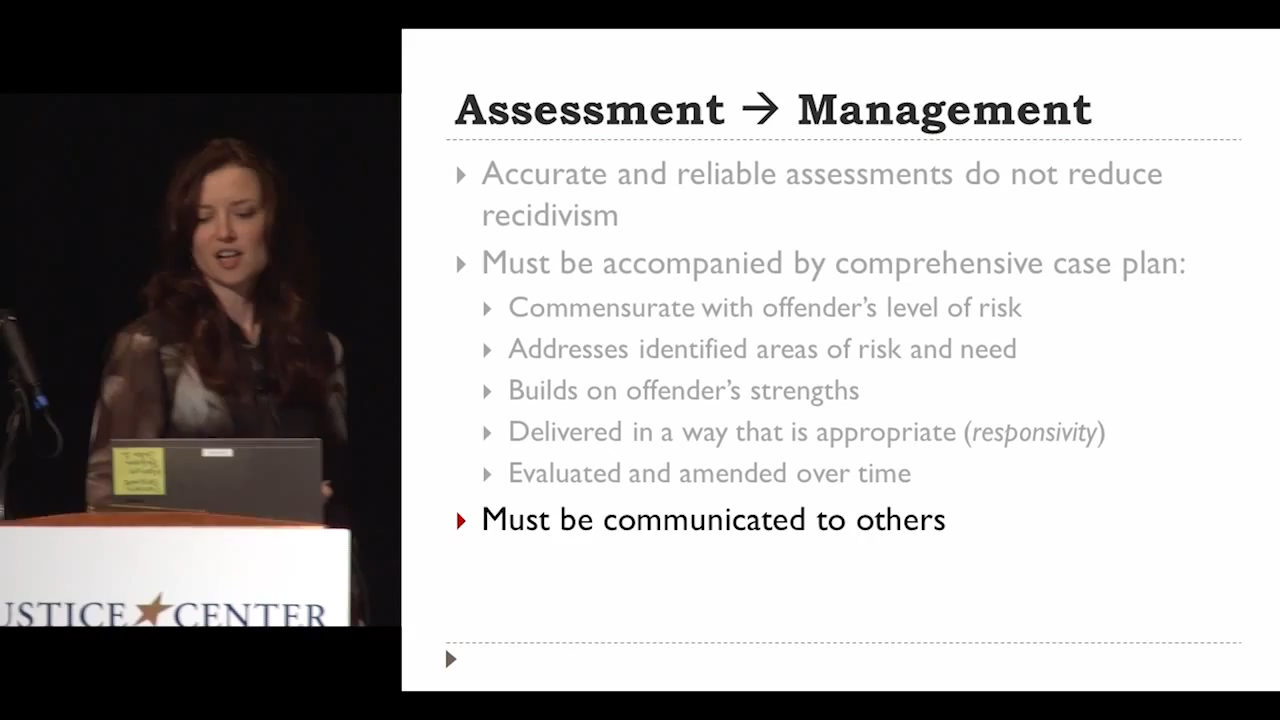 Assessment → Management
Accurate and reliable assessments do not reduce
recidivism
Must be accompanied by comprehensive case plan:
Commensurate with offender's level of risk
Addresses identified areas of risk and need
Builds on offender's strengths
Delivered in a way that is appropriate (responsivity)
Evaluated and amended over time
Must be communicated to others
USTICE CENTER